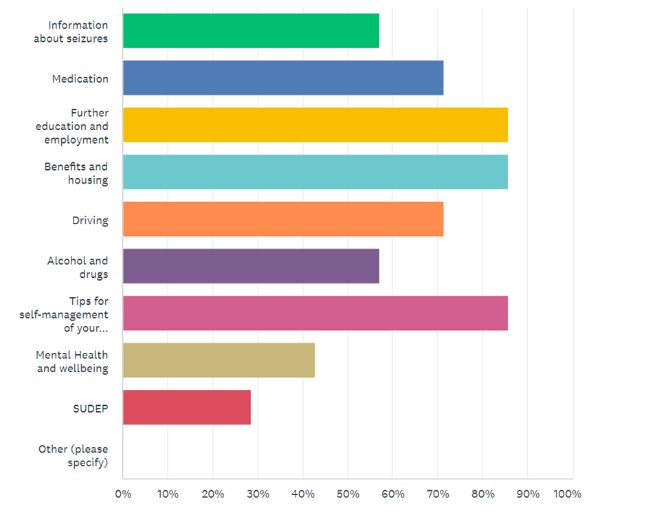 Information
about seizures
Medication
Further
education and
employment
Benefits and
housing
Driving
Alcohol and
drugs
Tips for
self-management
of your...
Mental Health
and wellbeing
SUDEP
Other (please
specify)
0% 10% 20% 30% 40% 50% 60% 70% 80% 90% 100%